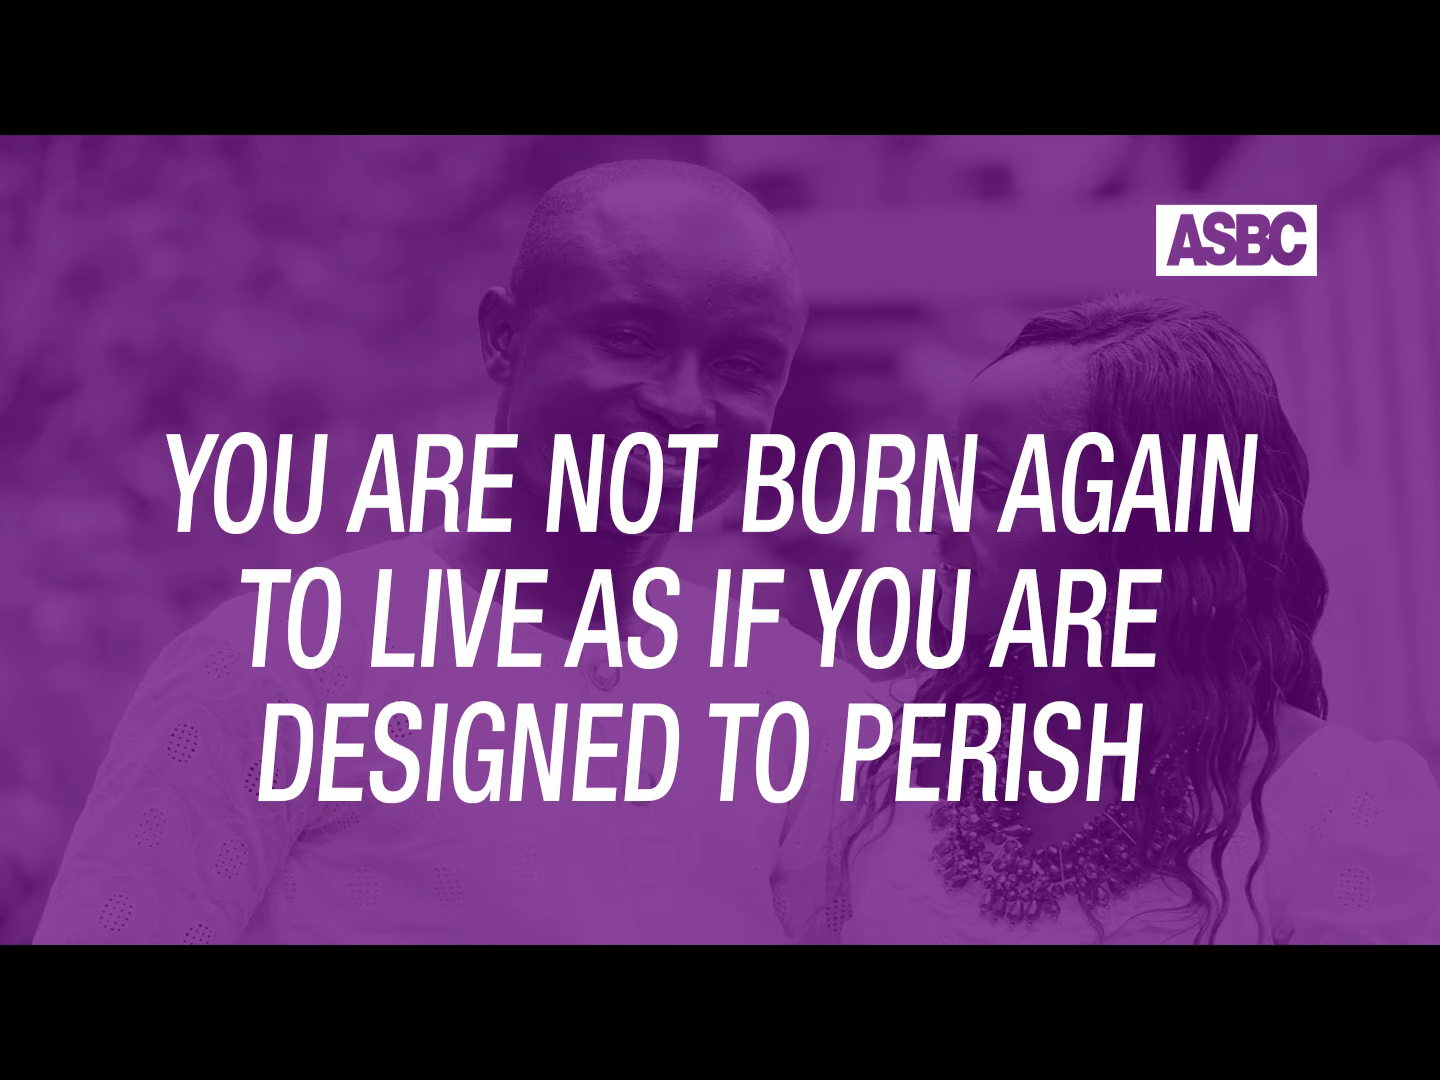 ASBC
YOU ARE NOT BORN AGAIN
TO LIVE AS IF YOU ARE
DESIGNED TO PERISH